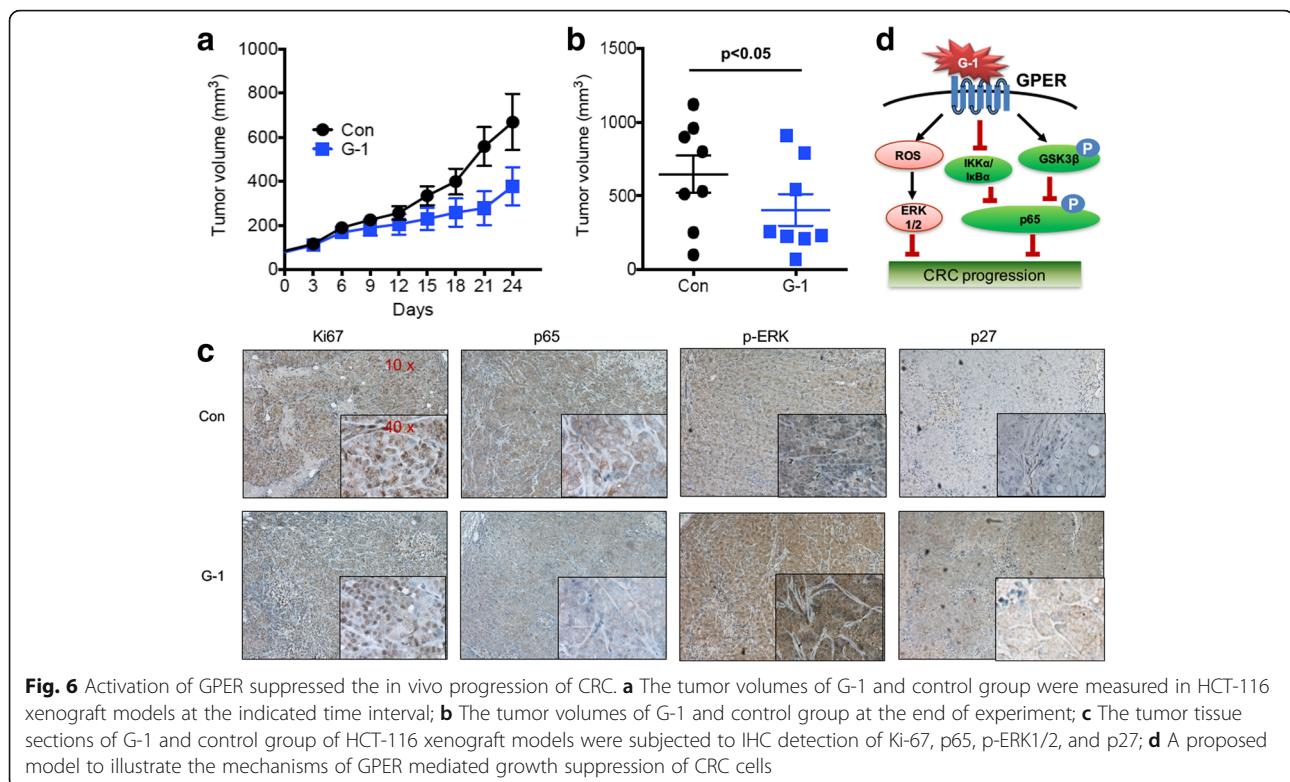 a
1000
800
600
400
200
0
Tumor volume (mm³)
Con
G-1
0 3 6 9 12 15 18 21 24
Days
b
1500
1000
500
0
Tumor volume (mm³)
p<0.05
Con G-1
d
G-1
GPER
ROS
IKKα/
IκBα
GSK3β
P
ERK
1/2
p65
P
CRC progression
c
Ki67 p65 p-ERK p27
Con
10 x
40 x
G-1
Fig. 6 Activation of GPER suppressed the in vivo progression of CRC. a The tumor volumes of G-1 and control group were measured in HCT-116
xenograft models at the indicated time interval; b The tumor volumes of G-1 and control group at the end of experiment; c The tumor tissue
sections of G-1 and control group of HCT-116 xenograft models were subjected to IHC detection of Ki-67, p65, p-ERK1/2, and p27; d A proposed
model to illustrate the mechanisms of GPER mediated growth suppression of CRC cells